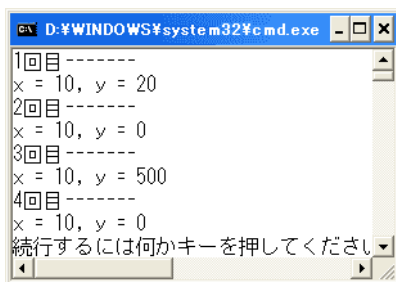 D:¥WINDOWS¥system32¥cmd.exe
1回目-------
x = 10, y = 20
2回目-------
x = 10, y = 0
3回目-------
x = 10, y = 500
4回目-------
x = 10, y = 0
続行するには何かキーを押してください